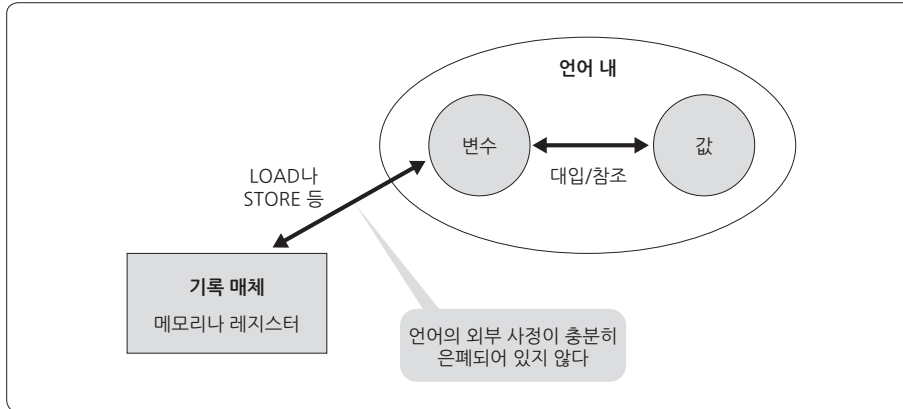 언어 내
변수
값
대입/참조
LOAD나
STORE 등
기록 매체
메모리나 레지스터
언어의 외부 사정이 충분히
은폐되어 있지 않다